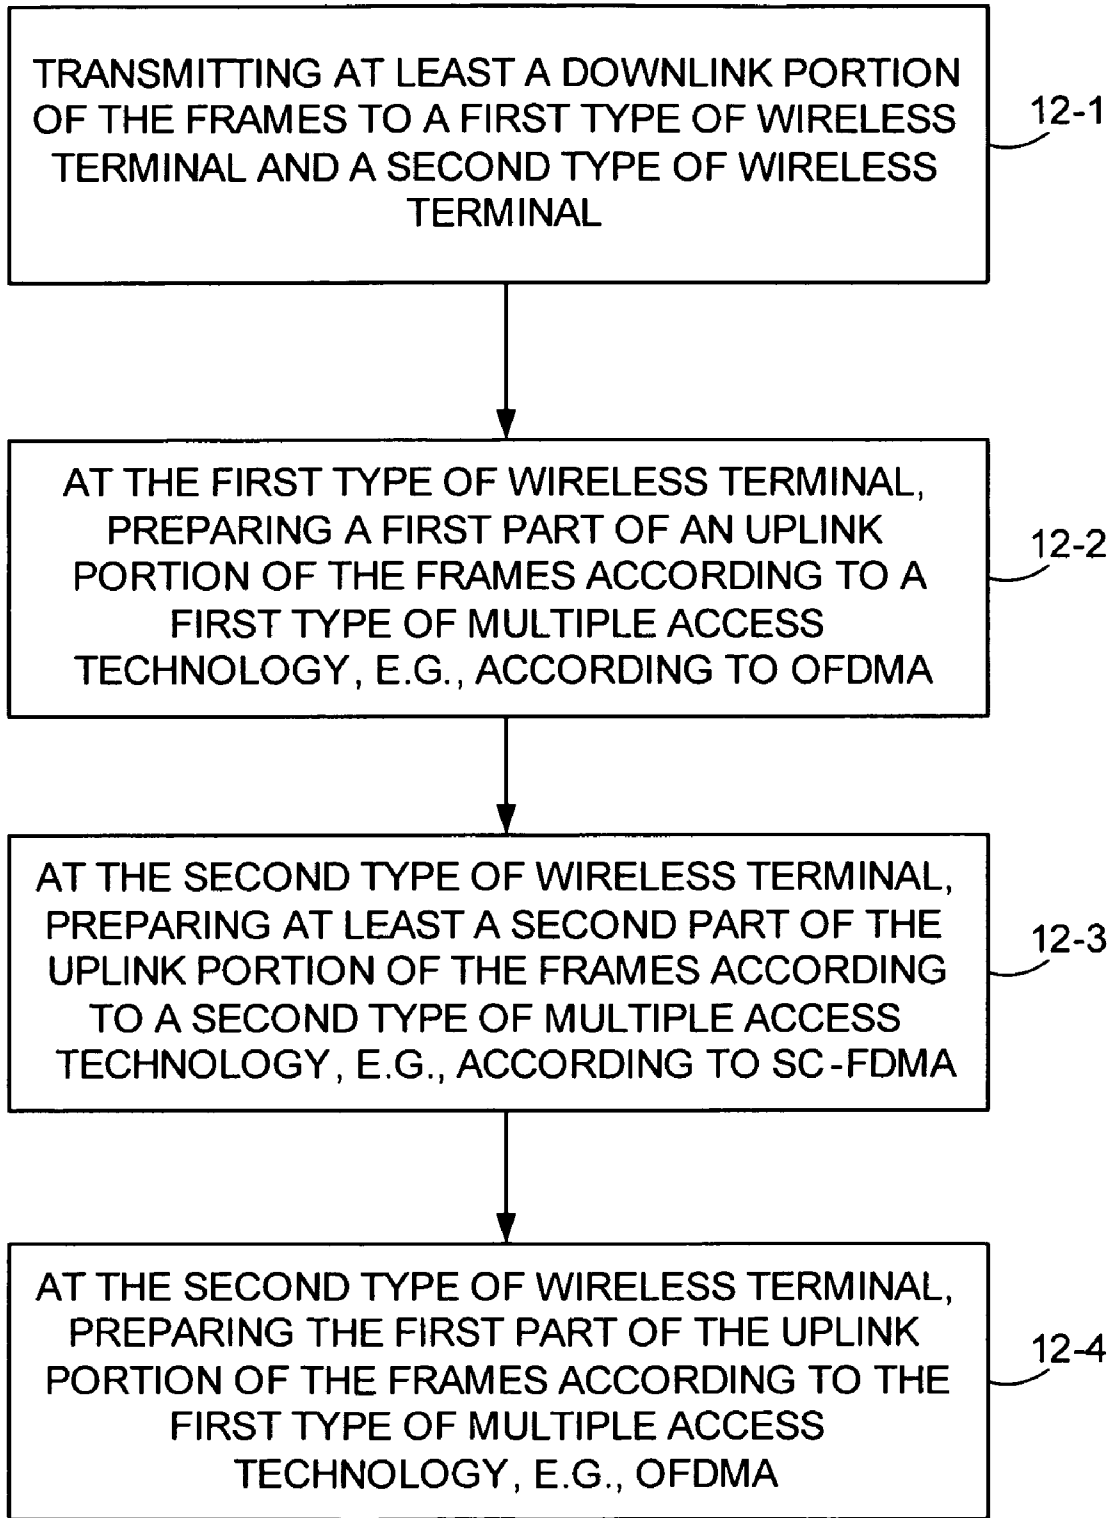 TRANSMITTING AT LEAST A DOWNLINK PORTION
OF THE FRAMES TO A FIRST TYPE OF WIRELESS
TERMINAL AND A SECOND TYPE OF WIRELESS
TERMINAL
12-1
AT THE FIRST TYPE OF WIRELESS TERMINAL,
PREPARING A FIRST PART OF AN UPLINK
PORTION OF THE FRAMES ACCORDING TO A
FIRST TYPE OF MULTIPLE ACCESS
TECHNOLOGY, E.G., ACCORDING TO OFDMA
12-2
AT THE SECOND TYPE OF WIRELESS TERMINAL,
PREPARING AT LEAST A SECOND PART OF THE
UPLINK PORTION OF THE FRAMES ACCORDING
TO A SECOND TYPE OF MULTIPLE ACCESS
TECHNOLOGY, E.G., ACCORDING TO SC-FDMA
12-3
AT THE SECOND TYPE OF WIRELESS TERMINAL,
PREPARING THE FIRST PART OF THE UPLINK
PORTION OF THE FRAMES ACCORDING TO THE
FIRST TYPE OF MULTIPLE ACCESS
TECHNOLOGY, E.G., OFDMA
12-4